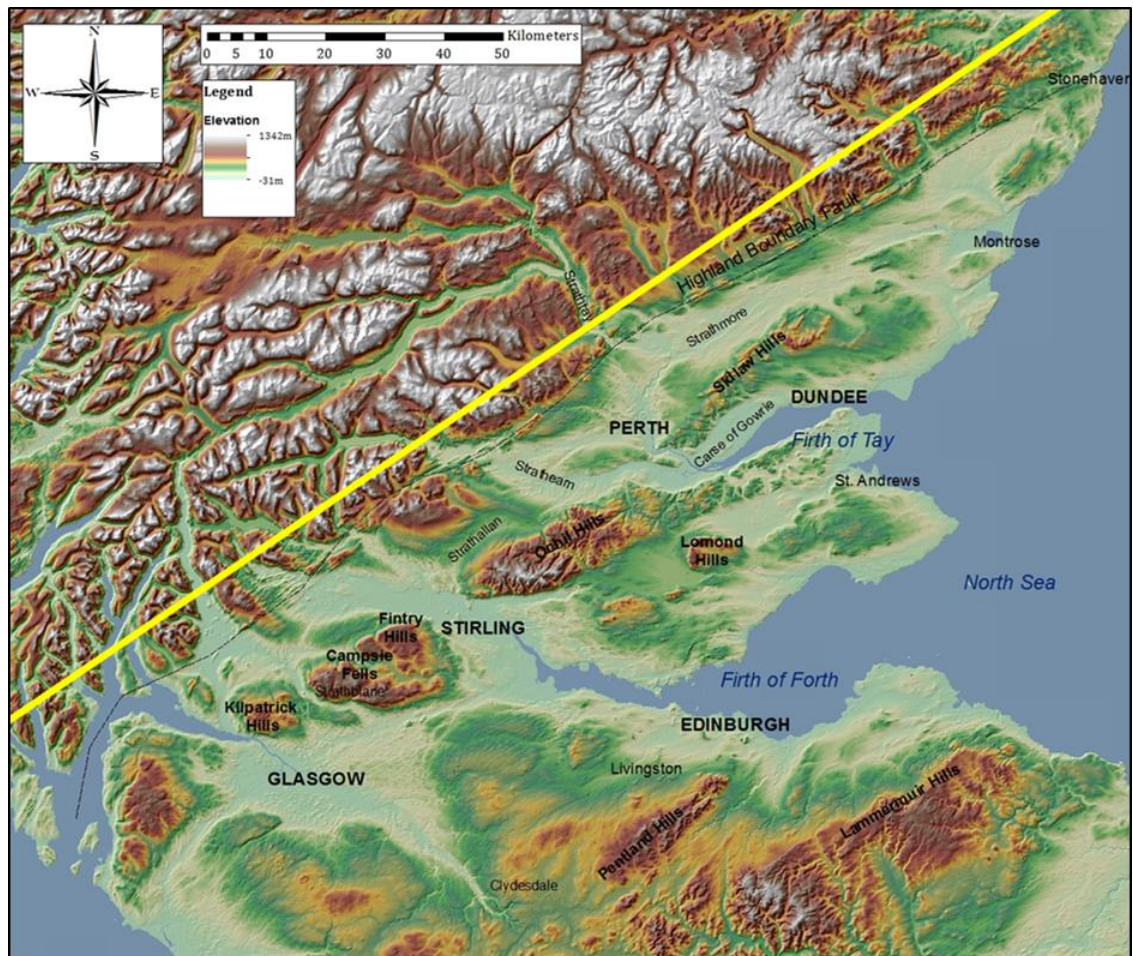 N
W
E
S
Kilometers
0 5 10 20 30 40 50
Legend
Elevation
1342m
-31m
Stonehaven
Highland Boundary Fault
Montrose
Strathtay
Strathmore
Sidlaw Hills
DUNDEE
PERTH
Carse of Gowrie
Firth of Tay
Strathearn
St. Andrews
Strathallan
Ochil Hills
Lomond
Hills
North Sea
Fintry
Hills
STIRLING
Campsie
Fells
Strathblane
Firth of Forth
Kilpatrick
Hills
EDINBURGH
GLASGOW
Livingston
Lammermuir Hills
Pentland Hills
Clydesdale